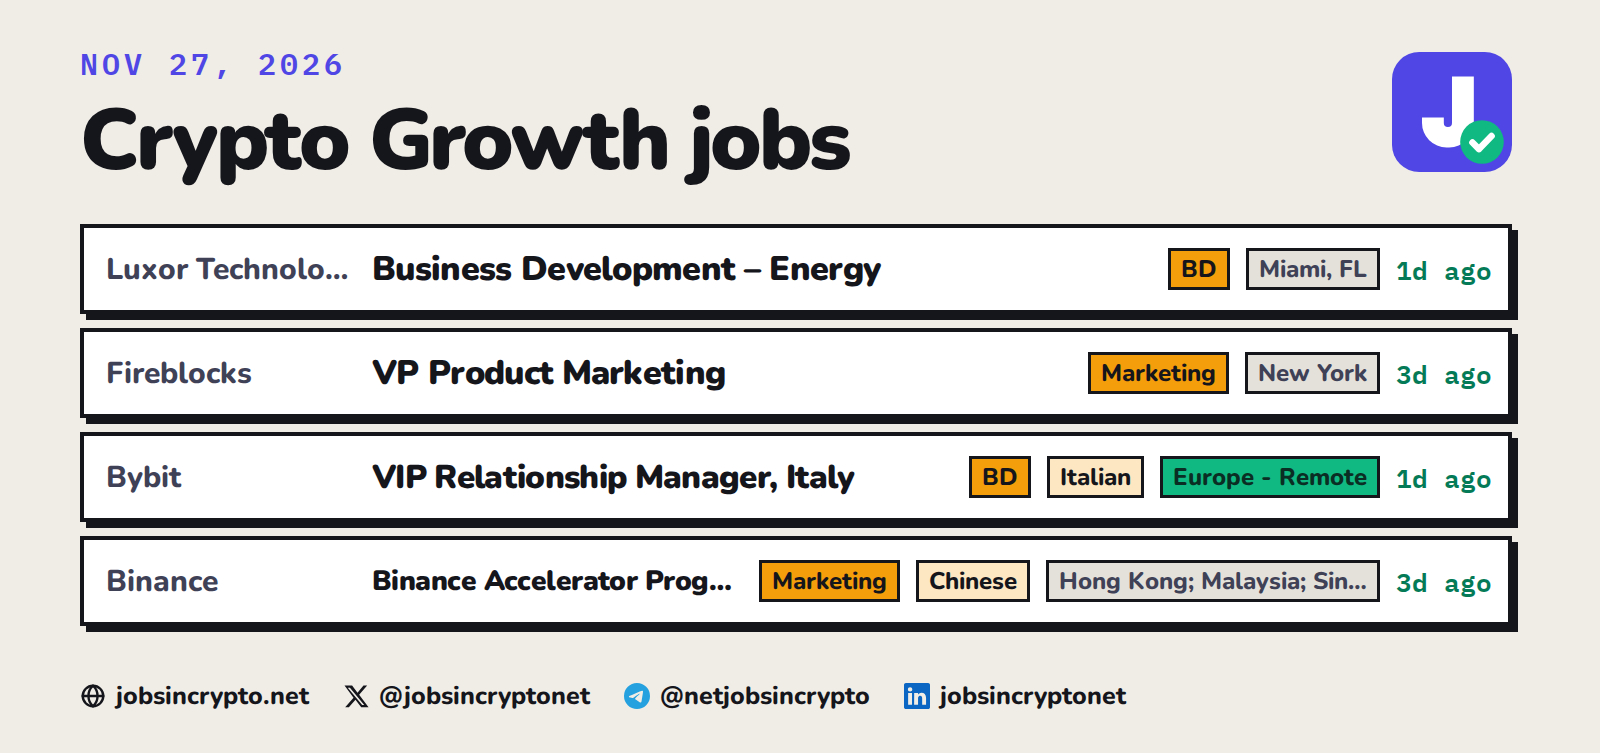 NOV 27, 2026
Crypto Growth jobs
J
Luxor Technolo... Business Development – Energy BD Miami, FL 1d ago
Fireblocks VP Product Marketing Marketing New York 3d ago
Bybit VIP Relationship Manager, Italy BD Italian Europe - Remote 1d ago
Binance Binance Accelerator Prog... Marketing Chinese Hong Kong; Malaysia; Sin... 3d ago
jobsincrypto.net @jobsincryptonet @netjobsincrypto jobsincryptonet